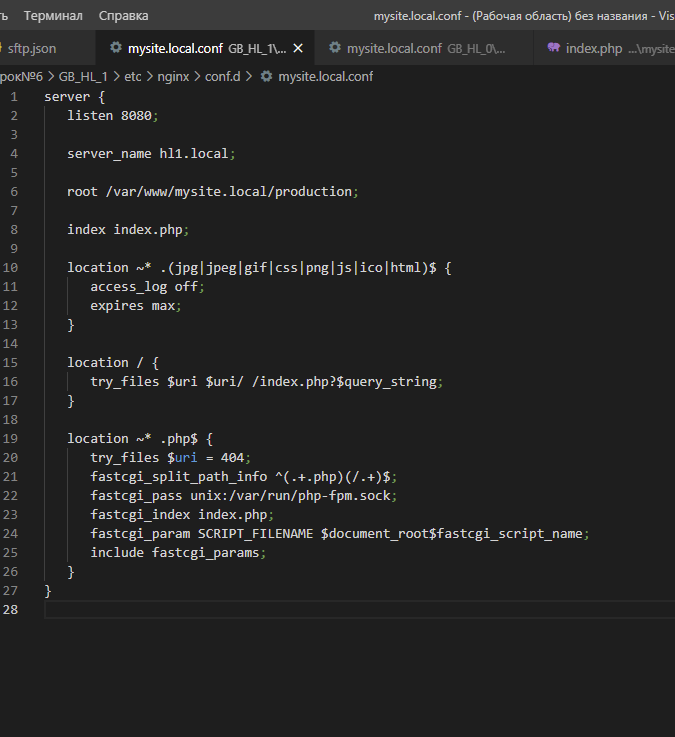 ь Терминал Справка mysite.local.conf - (Рабочая область) без названия - Vis
sftp.json mysite.local.conf GB_HL_1\... × mysite.local.conf GB_HL_0\... index.php ...\mysite
рок№6 > GB_HL_1 > etc > nginx > conf.d > mysite.local.conf
1 server {
2 listen 8080;
3
4 server_name hl1.local;
5
6 root /var/www/mysite.local/production;
7
8 index index.php;
9
10 location ~* .(jpg|jpeg|gif|css|png|js|ico|html)$ {
11 access_log off;
12 expires max;
13 }
14
15 location / {
16 try_files $uri $uri/ /index.php?$query_string;
17 }
18
19 location ~* .php$ {
20 try_files $uri = 404;
21 fastcgi_split_path_info ^(.+.php)(/.+)$;
22 fastcgi_pass unix:/var/run/php-fpm.sock;
23 fastcgi_index index.php;
24 fastcgi_param SCRIPT_FILENAME $document_root$fastcgi_script_name;
25 include fastcgi_params;
26 }
27 }
28